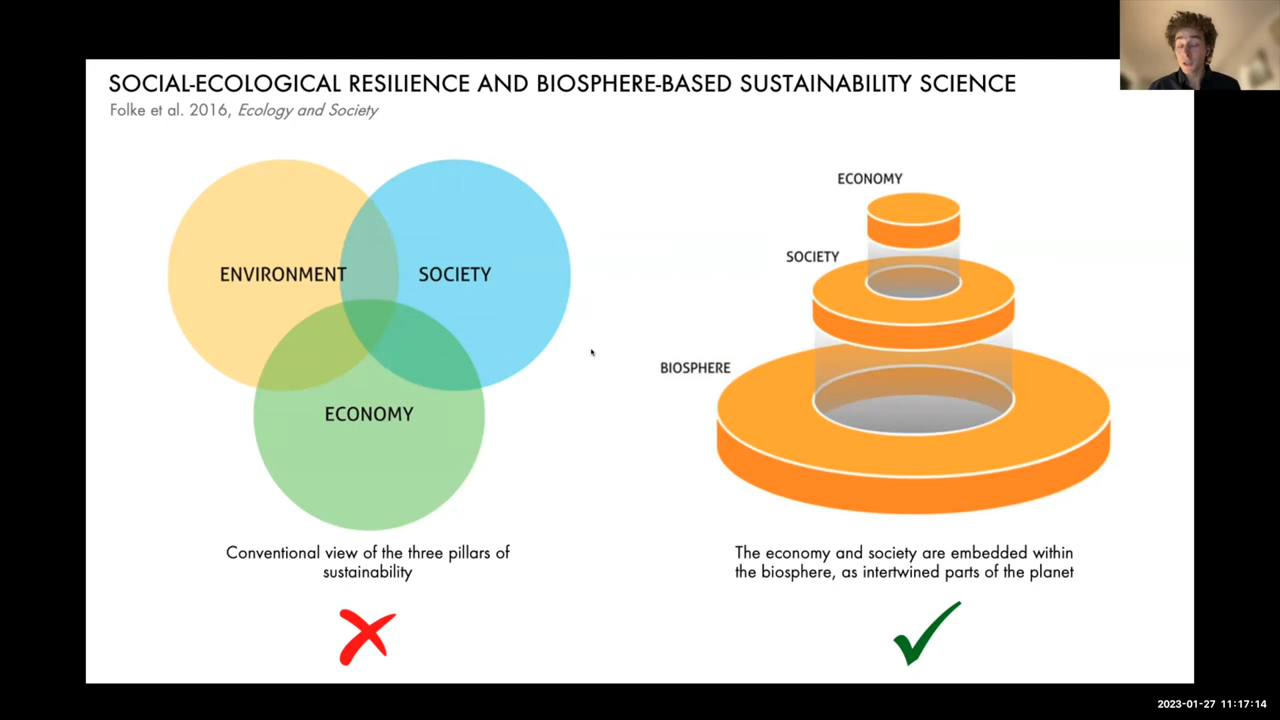 SOCIAL-ECOLOGICAL RESILIENCE AND BIOSPHERE-BASED SUSTAINABILITY SCIENCE
Folke et al. 2016, Ecology and Society
ENVIRONMENT
SOCIETY
ECONOMY
Conventional view of the three pillars of
sustainability
ECONOMY
SOCIETY
BIOSPHERE
The economy and society are embedded within
the biosphere, as intertwined parts of the planet
2023-01-27 11:17:14